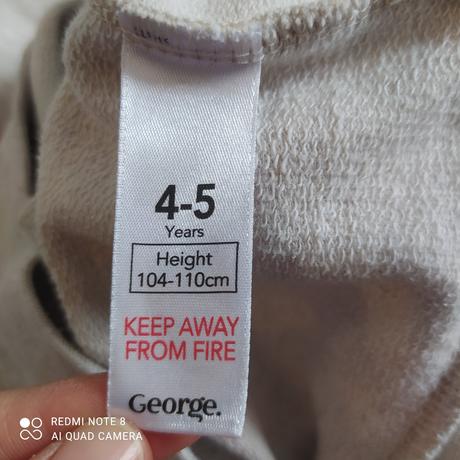 4-5
Years
Height
104-110cm
KEEP AWAY
FROM FIRE
George.
REDMI NOTE 8
AI QUAD CAMERA